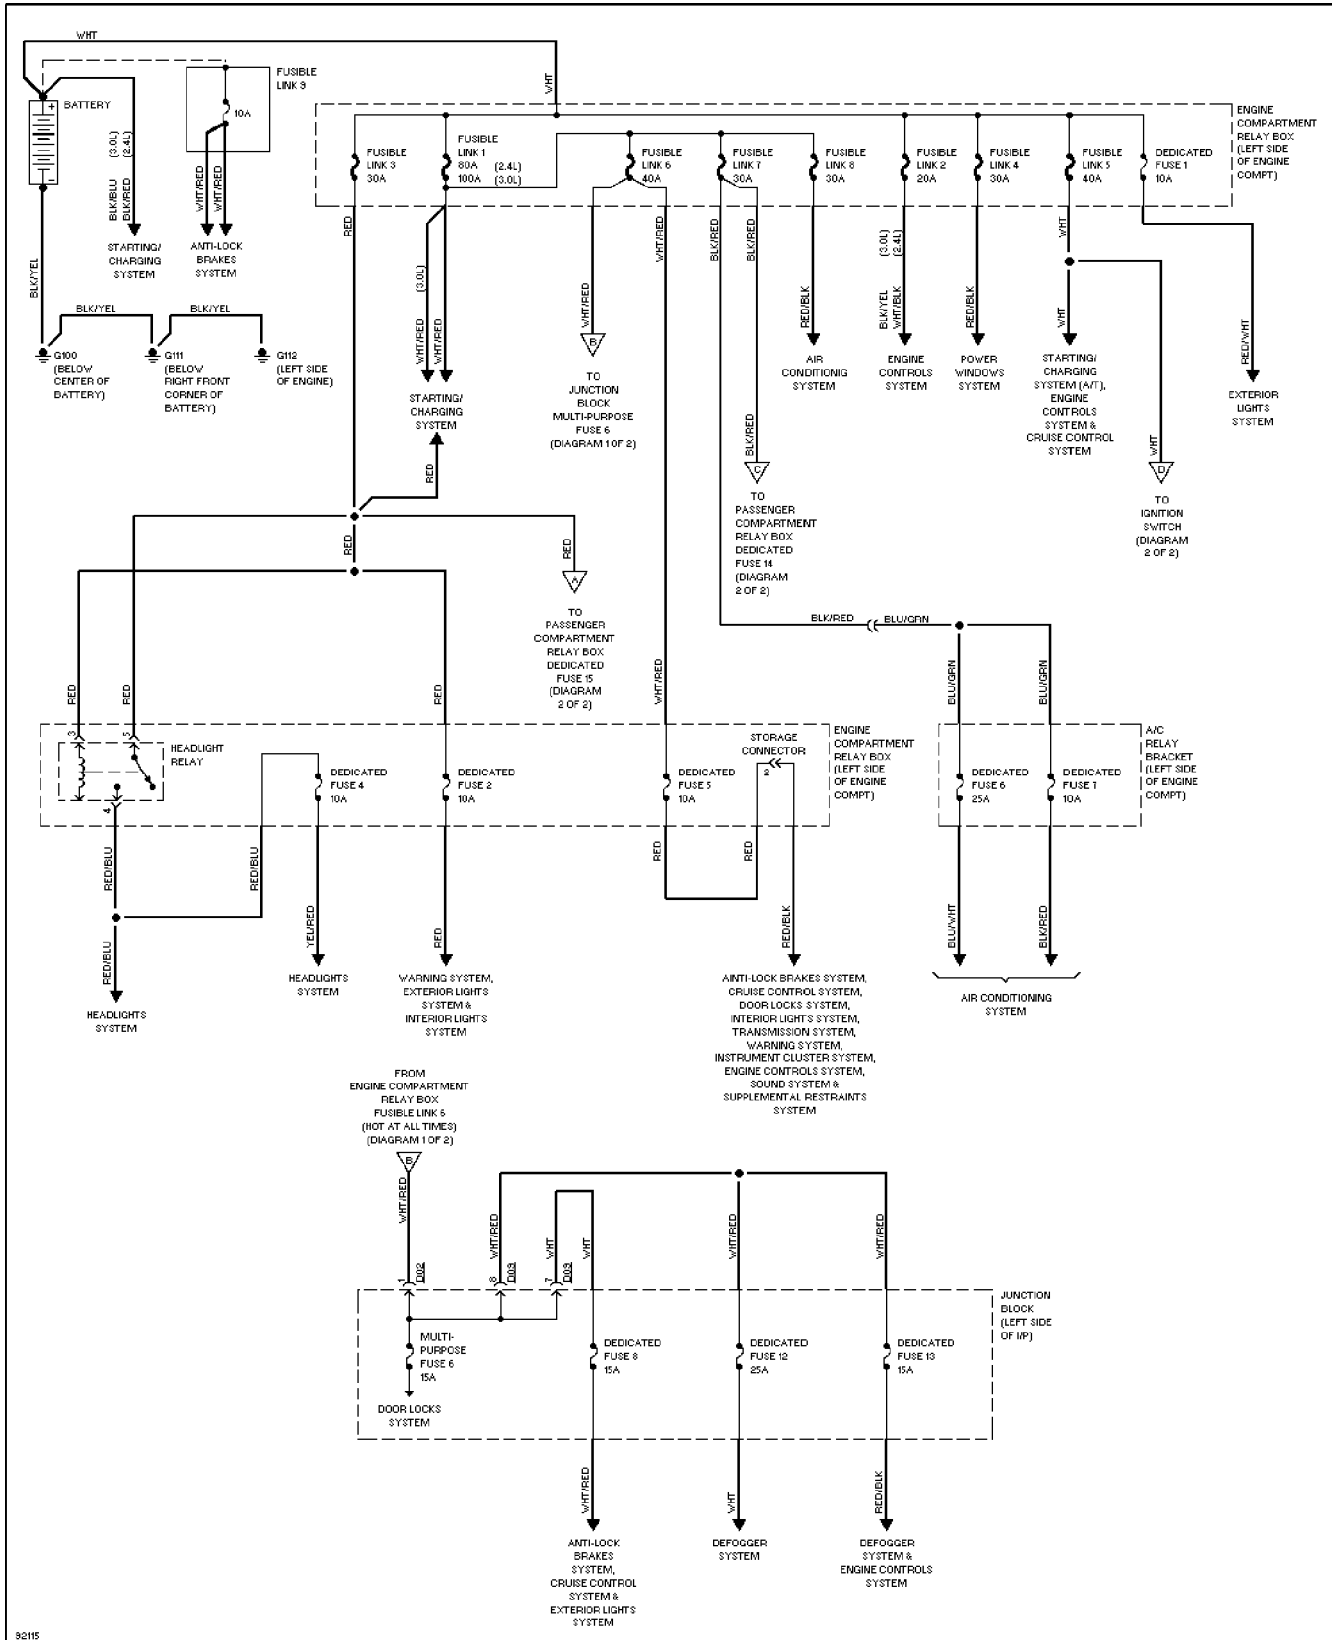 WHT
BATTERY
FUSIBLE
LINK 9
10A
WHT
ENGINE
COMPARTMENT
RELAY BOX
(LEFT SIDE
OF ENGINE
COMPT)
FUSIBLE
LINK 3
30A
FUSIBLE
LINK 1
80A (2.4L)
100A (3.0L)
FUSIBLE
LINK 6
40A
FUSIBLE
LINK 7
30A
FUSIBLE
LINK 8
30A
FUSIBLE
LINK 2
20A
FUSIBLE
LINK 4
30A
FUSIBLE
LINK 5
40A
DEDICATED
FUSE 1
10A
BLK/BLU (3.0L)
BLK/RED (2.4L)
WHT/RED
WHT/RED
STARTING/
CHARGING
SYSTEM
ANTI-LOCK
BRAKES
SYSTEM
BLK/YEL
BLK/YEL
BLK/YEL
G100
(BELOW
CENTER OF
BATTERY)
G111
(BELOW
RIGHT FRONT
CORNER OF
BATTERY)
G112
(LEFT SIDE
OF ENGINE)
RED
WHT/RED (3.0L)
WHT/RED
STARTING/
CHARGING
SYSTEM
RED
WHT/RED
B
TO
JUNCTION
BLOCK
MULTI-PURPOSE
FUSE 6
(DIAGRAM 1 OF 2)
WHT/RED
BLK/RED
BLK/RED
BLK/RED
C
TO
PASSENGER
COMPARTMENT
RELAY BOX
DEDICATED
FUSE 14
(DIAGRAM
2 OF 2)
RED/BLK
AIR
CONDITIONIG
SYSTEM
BLK/YEL (3.0L)
WHT/BLK (2.4L)
ENGINE
CONTROLS
SYSTEM
RED/BLK
POWER
WINDOWS
SYSTEM
WHT
WHT
STARTING/
CHARGING
SYSTEM (A/T),
ENGINE
CONTROLS
SYSTEM &
CRUISE CONTROL
SYSTEM
WHT
D
TO
IGNITION
SWITCH
(DIAGRAM
2 OF 2)
RED/WHT
EXTERIOR
LIGHTS
SYSTEM
RED
RED
A
TO
PASSENGER
COMPARTMENT
RELAY BOX
DEDICATED
FUSE 15
(DIAGRAM
2 OF 2)
BLK/RED
BLU/GRN
RED
RED
RED
WHT/RED
BLU/GRN
BLU/GRN
3
5
4
HEADLIGHT
RELAY
DEDICATED
FUSE 4
10A
DEDICATED
FUSE 2
10A
DEDICATED
FUSE 5
10A
STORAGE
CONNECTOR
2
ENGINE
COMPARTMENT
RELAY BOX
(LEFT SIDE
OF ENGINE
COMPT)
DEDICATED
FUSE 6
25A
DEDICATED
FUSE 7
10A
A/C
RELAY
BRACKET
(LEFT SIDE
OF ENGINE
COMPT)
RED/BLU
RED/BLU
RED/BLU
YEL/RED
RED
RED
RED
RED/BLK
BLU/WHT
BLK/RED
HEADLIGHTS
SYSTEM
HEADLIGHTS
SYSTEM
WARNING SYSTEM,
EXTERIOR LIGHTS
SYSTEM &
INTERIOR LIGHTS
SYSTEM
AINTI-LOCK BRAKES SYSTEM,
CRUISE CONTROL SYSTEM,
DOOR LOCKS SYSTEM,
INTERIOR LIGHTS SYSTEM,
TRANSMISSION SYSTEM,
WARNING SYSTEM,
INSTRUMENT CLUSTER SYSTEM,
ENGINE CONTROLS SYSTEM,
SOUND SYSTEM &
SUPPLEMENTAL RESTRAINTS
SYSTEM
AIR CONDITIONING
SYSTEM
FROM
ENGINE COMPARTMENT
RELAY BOX
FUSIBLE LINK 6
(HOT AT ALL TIMES)
(DIAGRAM 1 OF 2)
B
WHT/RED
WHT/RED
WHT
WHT
WHT/RED
WHT/RED
1 D02
8 D09
7 D09
JUNCTION
BLOCK
(LEFT SIDE
OF I/P)
MULTI-
PURPOSE
FUSE 6
15A
DEDICATED
FUSE 8
15A
DEDICATED
FUSE 12
25A
DEDICATED
FUSE 13
15A
DOOR LOCKS
SYSTEM
WHT/RED
WHT
RED/BLK
ANTI-LOCK
BRAKES
SYSTEM,
CRUISE CONTROL
SYSTEM &
EXTERIOR LIGHTS
SYSTEM
DEFOGGER
SYSTEM
DEFOGGER
SYSTEM &
ENGINE CONTROLS
SYSTEM
92115